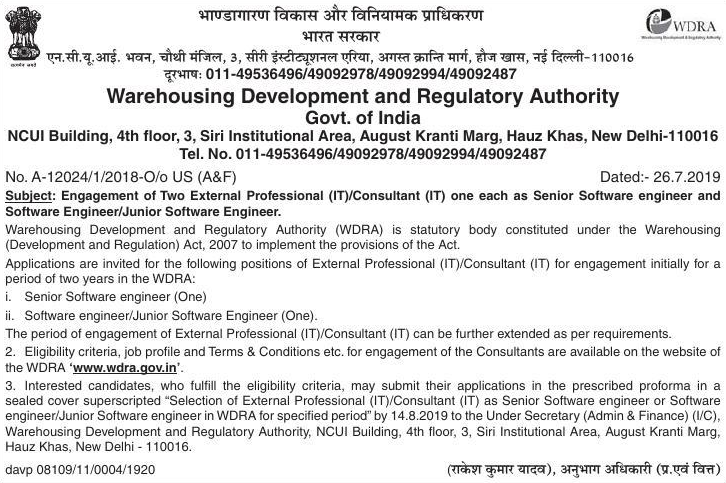 भाण्डागारण विकास और विनियामक प्राधिकरण
भारत सरकार
WDRA
एन.सी.यू.आई. भवन, चौथी मंजिल, 3, सीरी इंस्टीट्यूशनल एरिया, अगस्त क्रान्ति मार्ग, हौज खास, नई दिल्ली-110016
दूरभाष: 011-49536496/49092978/49092994/49092487
Warehousing Development and Regulatory Authority
Govt. of India
NCUI Building, 4th floor, 3, Siri Institutional Area, August Kranti Marg, Hauz Khas, New Delhi-110016
Tel. No. 011-49536496/49092978/49092994/49092487
No. A-12024/1/2018-O/o US (A&F) Dated:- 26.7.2019
Subject: Engagement of Two External Professional (IT)/Consultant (IT) one each as Senior Software engineer and
Software Engineer/Junior Software Engineer.
Warehousing Development and Regulatory Authority (WDRA) is statutory body constituted under the Warehousing
(Development and Regulation) Act, 2007 to implement the provisions of the Act.
Applications are invited for the following positions of External Professional (IT)/Consultant (IT) for engagement initially for a
period of two years in the WDRA:
i. Senior Software engineer (One)
ii. Software engineer/Junior Software Engineer (One).
The period of engagement of External Professional (IT)/Consultant (IT) can be further extended as per requirements.
2. Eligibility criteria, job profile and Terms & Conditions etc. for engagement of the Consultants are available on the website of
the WDRA ‘www.wdra.gov.in’.
3. Interested candidates, who fulfill the eligibility criteria, may submit their applications in the prescribed proforma in a
sealed cover superscripted “Selection of External Professional (IT)/Consultant (IT) as Senior Software engineer or Software
engineer/Junior Software engineer in WDRA for specified period” by 14.8.2019 to the Under Secretary (Admin & Finance) (I/C),
Warehousing Development and Regulatory Authority, NCUI Building, 4th floor, 3, Siri Institutional Area, August Kranti Marg,
Hauz Khas, New Delhi - 110016.
davp 08109/11/0004/1920 (राकेश कुमार यादव), अनुभाग अधिकारी (प्र.एवं वित्त)